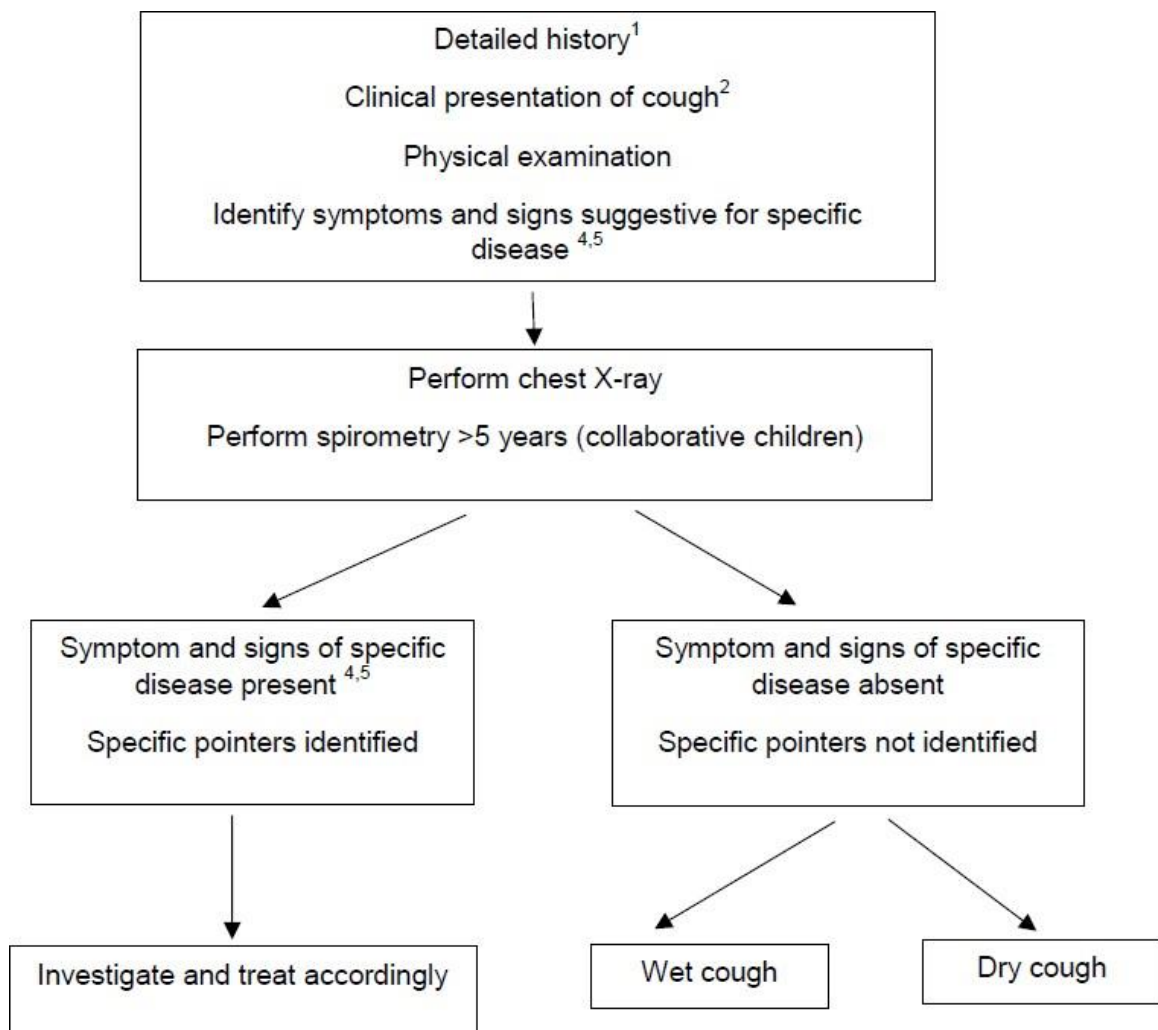 Detailed history1
Clinical presentation of cough2
Physical examination
Identify symptoms and signs suggestive for specific
disease 4,5
Perform chest X-ray
Perform spirometry >5 years (collaborative children)
Symptom and signs of specific
disease present 4,5
Specific pointers identified
Symptom and signs of specific
disease absent
Specific pointers not identified
Investigate and treat accordingly
Wet cough
Dry cough